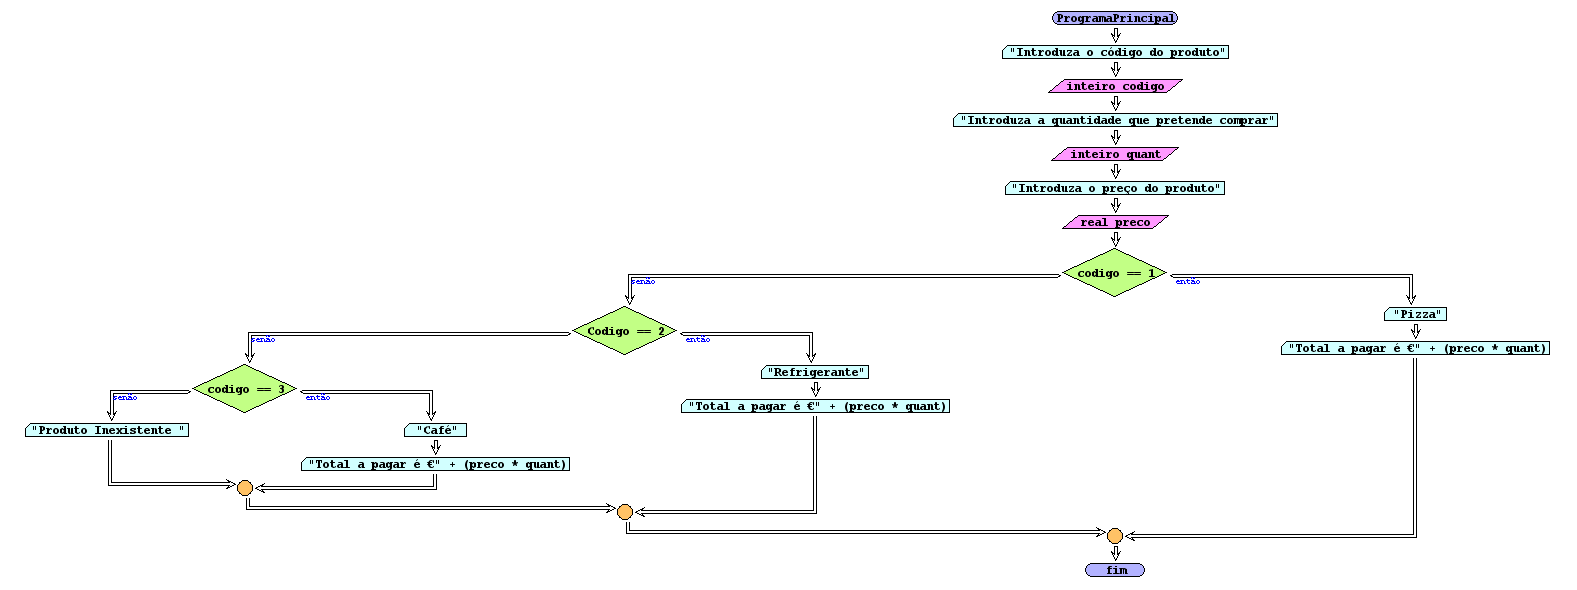 ProgramaPrincipal
"Introduza o código do produto"
inteiro codigo
"Introduza a quantidade que pretende comprar"
inteiro quant
"Introduza o preço do produto"
real preco
codigo == 1
senão
então
"Pizza"
"Total a pagar é €" + (preco * quant)
Codigo == 2
senão
então
"Refrigerante"
"Total a pagar é €" + (preco * quant)
codigo == 3
senão
então
"Produto Inexistente "
"Café"
"Total a pagar é €" + (preco * quant)
fim